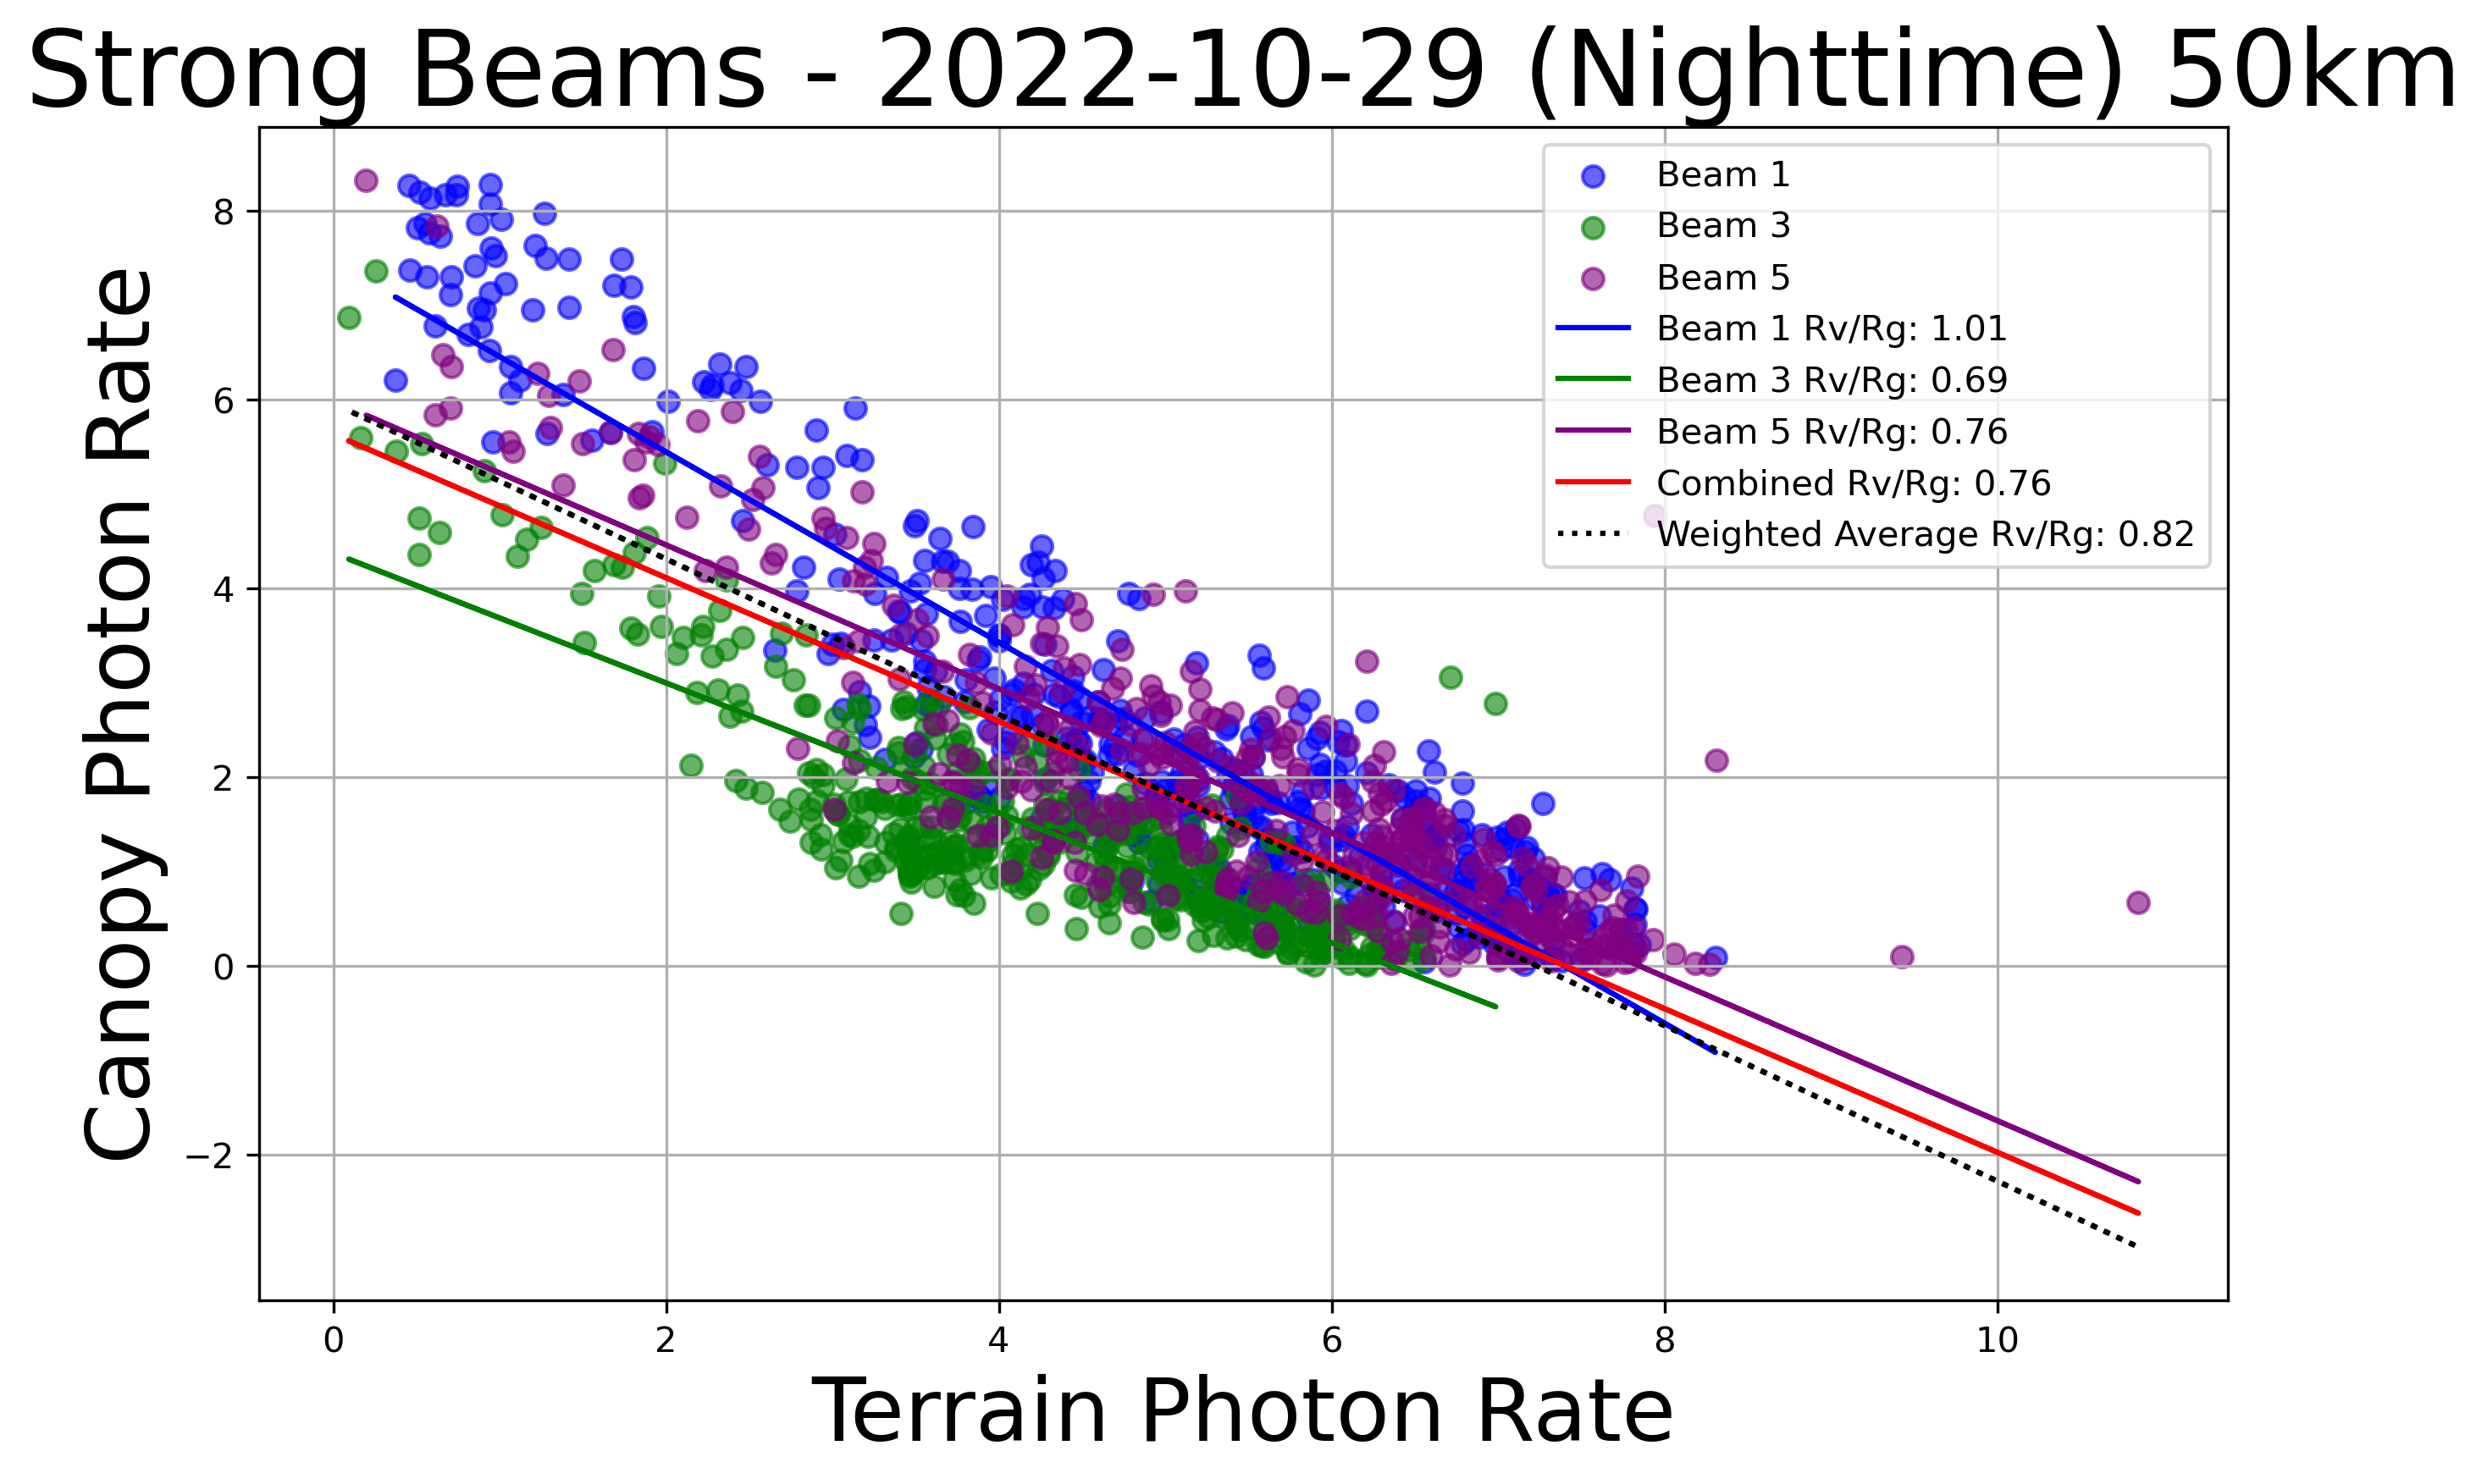 Strong Beams - 2022-10-29 (Nighttime) 50km
Canopy Photon Rate
8
6
4
2
0
−2
Beam 1
Beam 3
Beam 5
Beam 1 Rv/Rg: 1.01
Beam 3 Rv/Rg: 0.69
Beam 5 Rv/Rg: 0.76
Combined Rv/Rg: 0.76
Weighted Average Rv/Rg: 0.82
0 2 4 6 8 10
Terrain Photon Rate